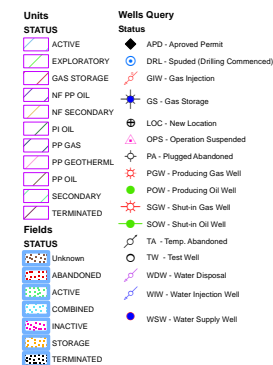 Units
STATUS
ACTIVE
EXPLORATORY
GAS STORAGE
NF PP OIL
NF SECONDARY
PI OIL
PP GAS
PP GEOTHERML
PP OIL
SECONDARY
TERMINATED
Fields
STATUS
Unknown
ABANDONED
ACTIVE
COMBINED
INACTIVE
STORAGE
TERMINATED
Wells Query
Status
APD - Aproved Permit
DRL - Spuded (Drilling Commenced)
GIW - Gas Injection
GS - Gas Storage
LOC - New Location
OPS - Operation Suspended
PA - Plugged Abandoned
PGW - Producing Gas Well
POW - Producing Oil Well
SGW - Shut-in Gas Well
SOW - Shut-in Oil Well
TA - Temp. Abandoned
TW - Test Well
WDW - Water Disposal
WIW - Water Injection Well
WSW - Water Supply Well